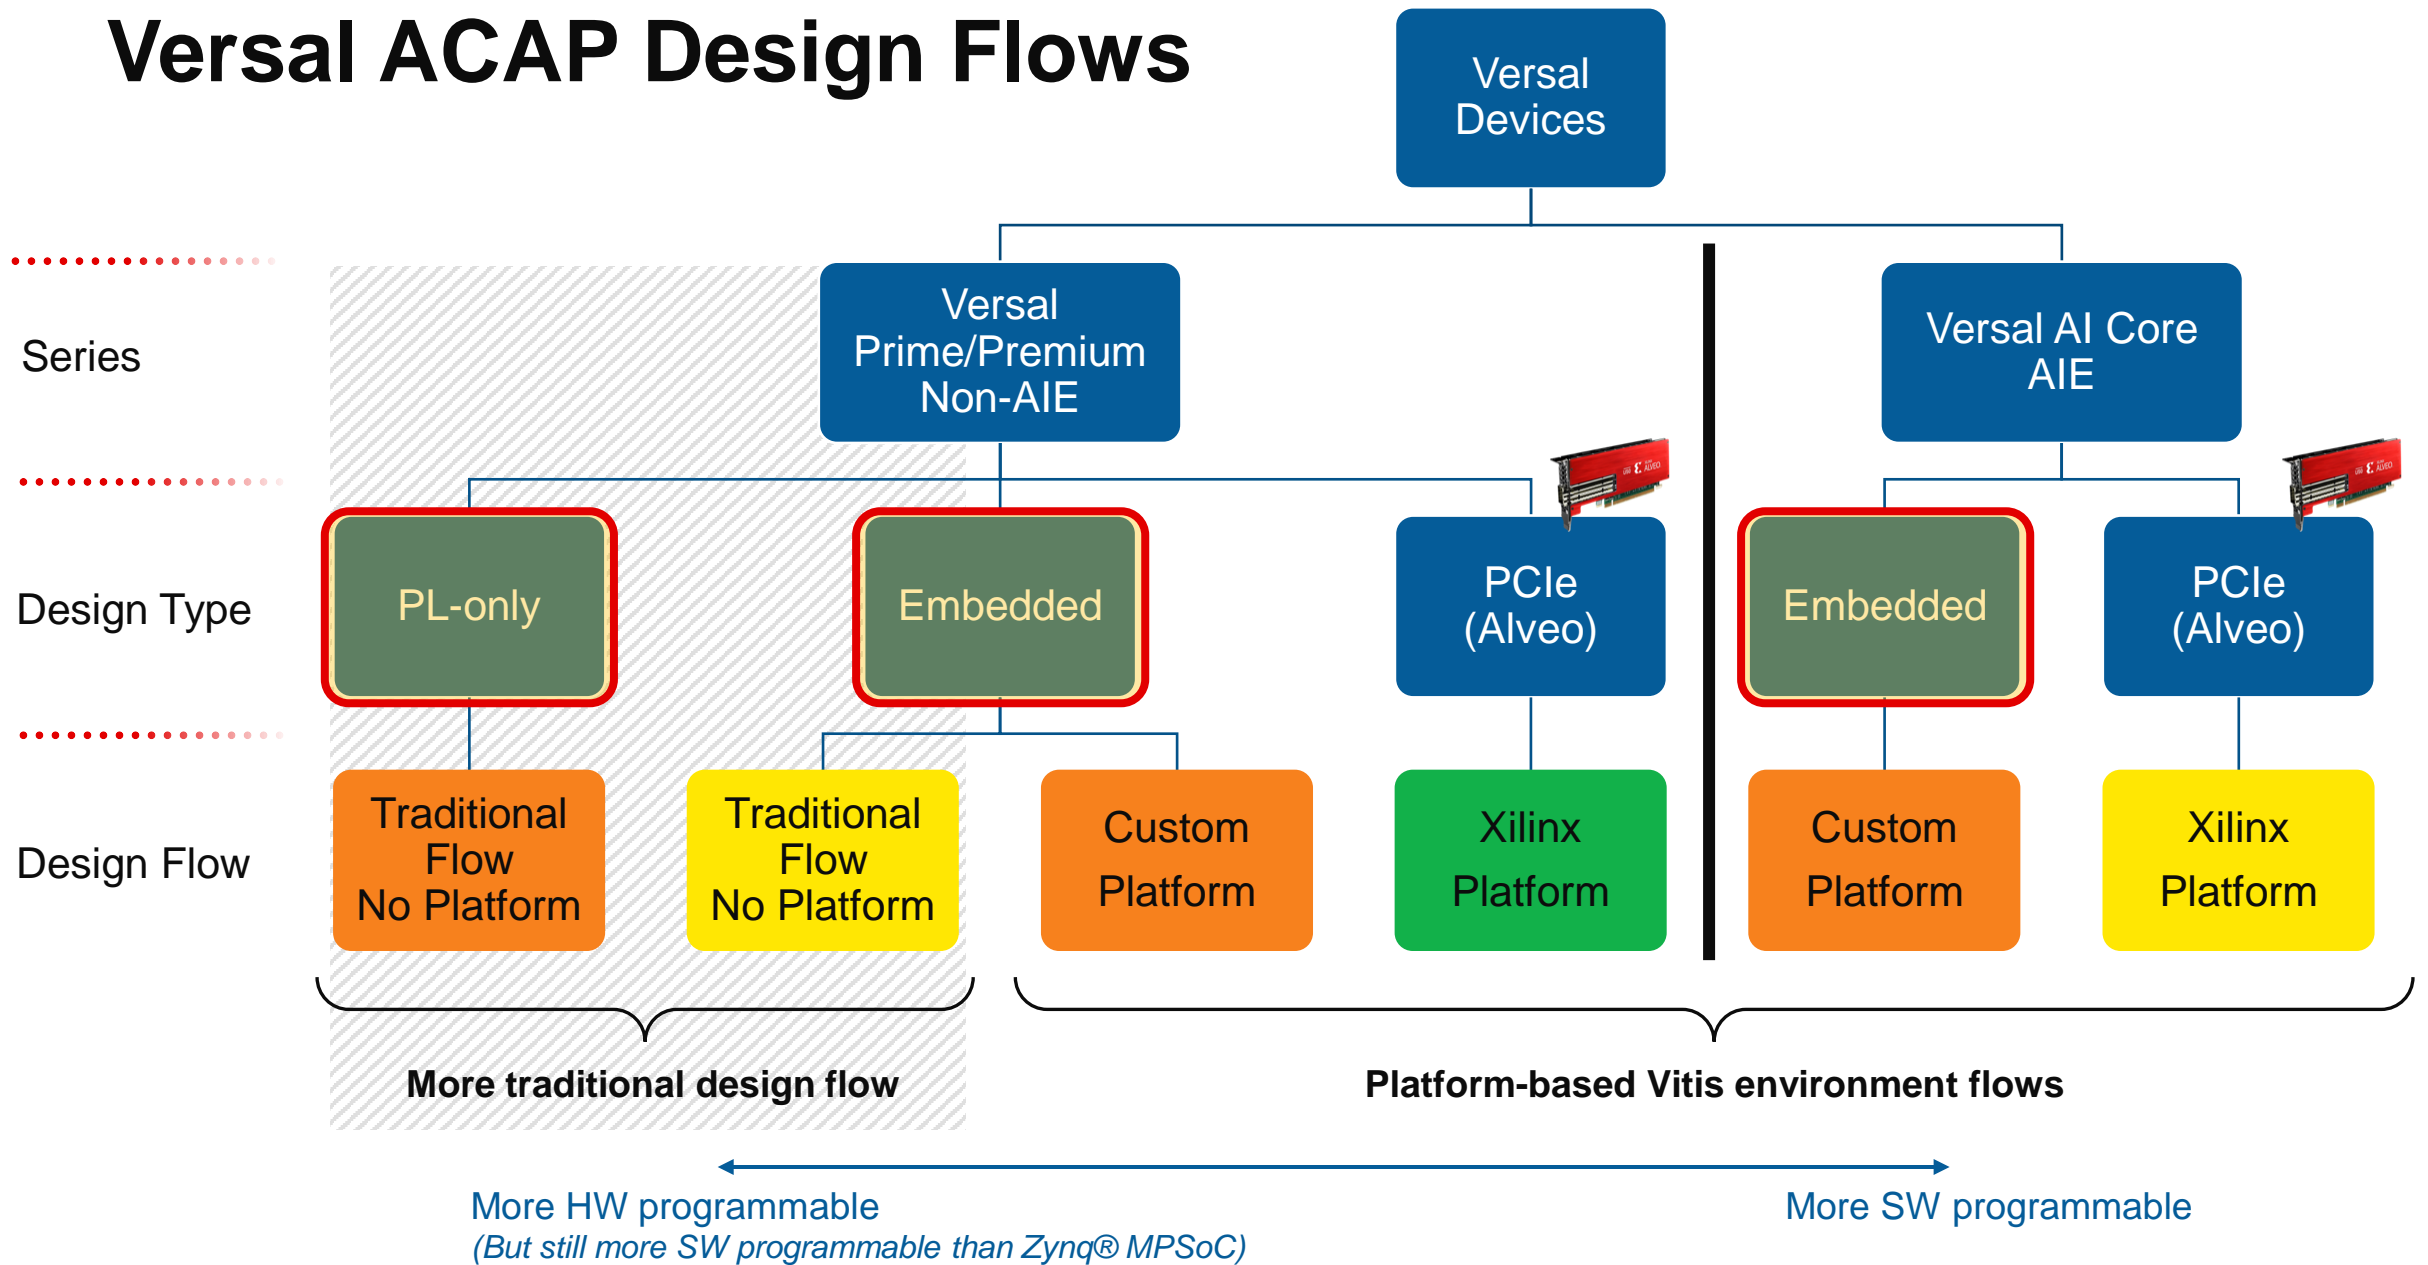 Versal ACAP Design Flows
Versal
Devices
Series
Versal
Prime/Premium
Non-AIE
Versal AI Core
AIE
ALVEO
ALVEO
Design Type
PL-only
Embedded
PCIe
(Alveo)
Embedded
PCIe
(Alveo)
Design Flow
Traditional
Flow
No Platform
Traditional
Flow
No Platform
Custom
Platform
Xilinx
Platform
Custom
Platform
Xilinx
Platform
More traditional design flow
Platform-based Vitis environment flows
More HW programmable
(But still more SW programmable than Zynq® MPSoC)
More SW programmable